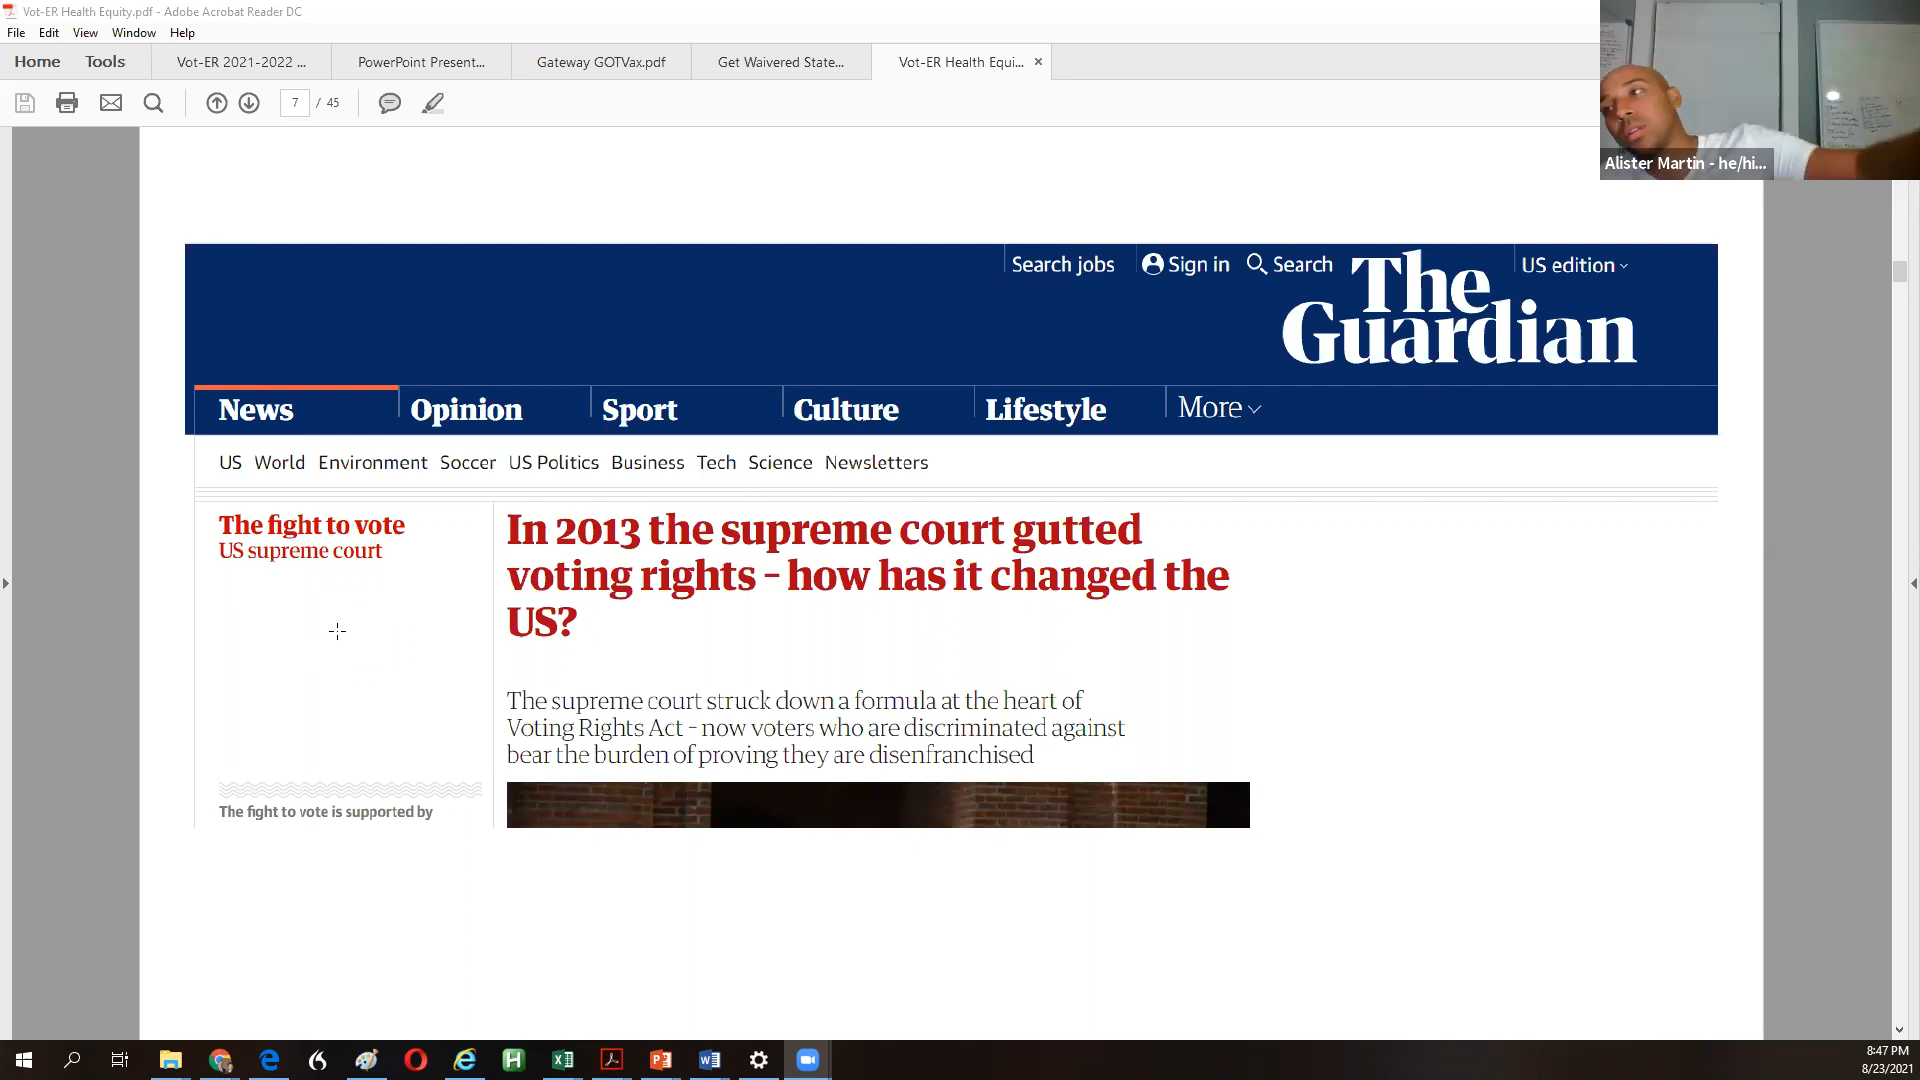 Vot-ER Health Equity.pdf - Adobe Acrobat Reader DC
File Edit View Window Help
Home Tools Vot-ER 2021-2022 ... PowerPoint Present... Gateway GOTVax.pdf Get Waivered State... Vot-ER Health Equi... ×
7 / 45
Alister Martin - he/hi...
Search jobs Sign in Search US edition
The
Guardian
News Opinion Sport Culture Lifestyle More
US World Environment Soccer US Politics Business Tech Science Newsletters
The fight to vote
US supreme court
In 2013 the supreme court gutted
voting rights – how has it changed the
US?
The supreme court struck down a formula at the heart of
Voting Rights Act – now voters who are discriminated against
bear the burden of proving they are disenfranchised
The fight to vote is supported by
8:47 PM
8/23/2021